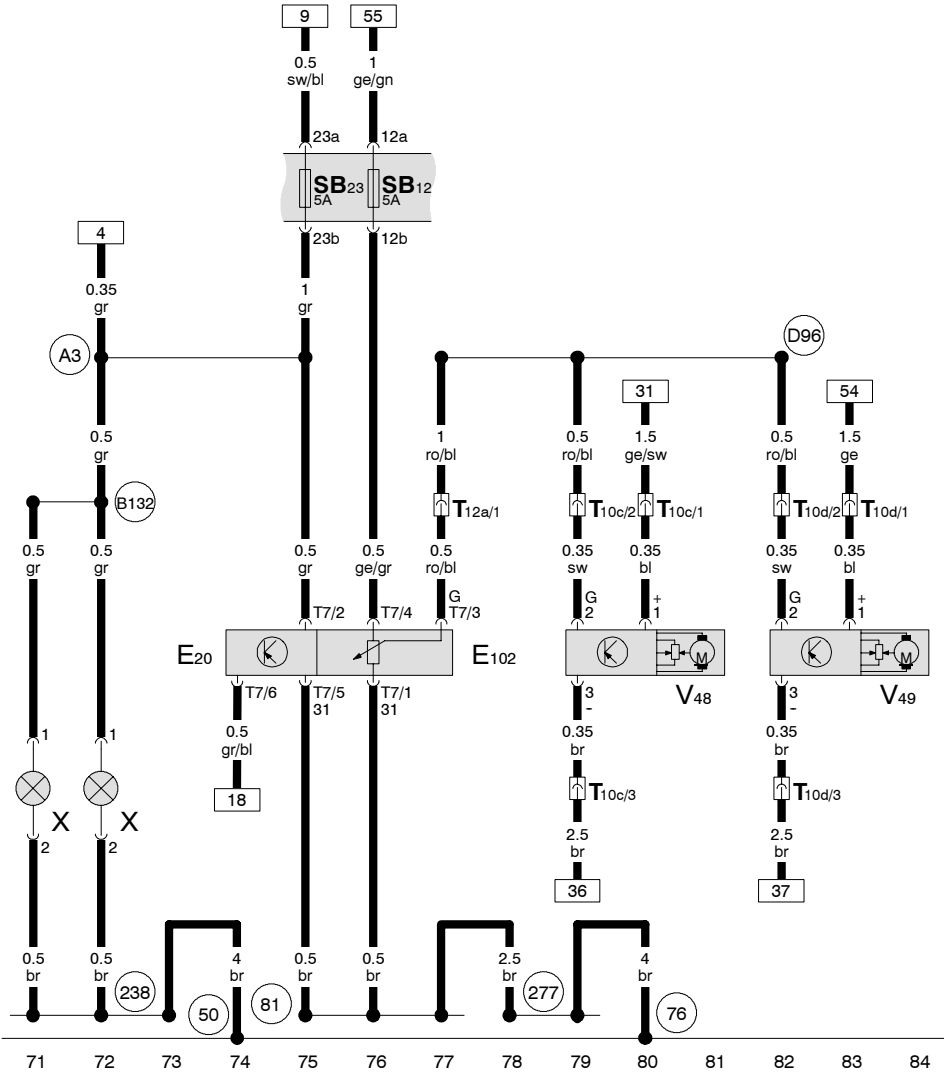 9 55
0.5 1
sw/bl ge/gn
23a 12a
SB23 SB12
5A 5A
23b 12b
4
0.35 1
gr gr
A3 D96
31 54
0.5 1 0.5 1.5 0.5 1.5
gr ro/bl ro/bl ge/sw ro/bl ge
B132 T12a/1 T10c/2 T10c/1 T10d/2 T10d/1
0.5 0.5 0.5 0.5 0.5 0.35 0.35 0.35 0.35
gr gr gr ge/gr ro/bl sw bl sw bl
G G + G +
T7/2 T7/4 T7/3 2 1 2 1
E20 E102 M M
T7/6 T7/5 T7/1 3 V48 3 V49
31 31 - -
0.5 0.35 0.35
gr/bl br br
1 1
18 T10c/3 T10d/3
X X
2 2 2.5 2.5
br br
36 37
0.5 0.5 4 0.5 0.5 2.5 4
br br br br br br br
238 50 81 277 76
71 72 73 74 75 76 77 78 79 80 81 82 83 84